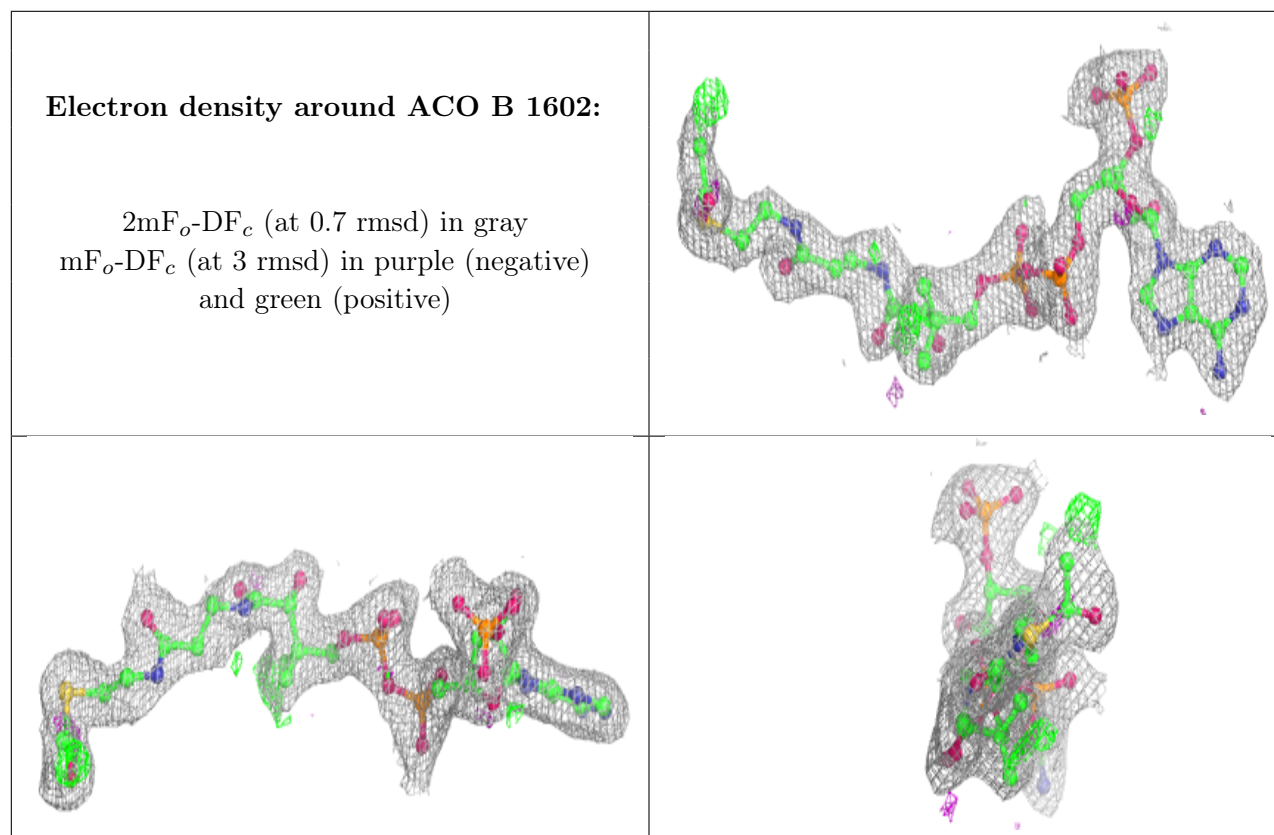 Electron density around ACO B 1602:
2mFo-DFc (at 0.7 rmsd) in gray
mFo-DFc (at 3 rmsd) in purple (negative)
and green (positive)